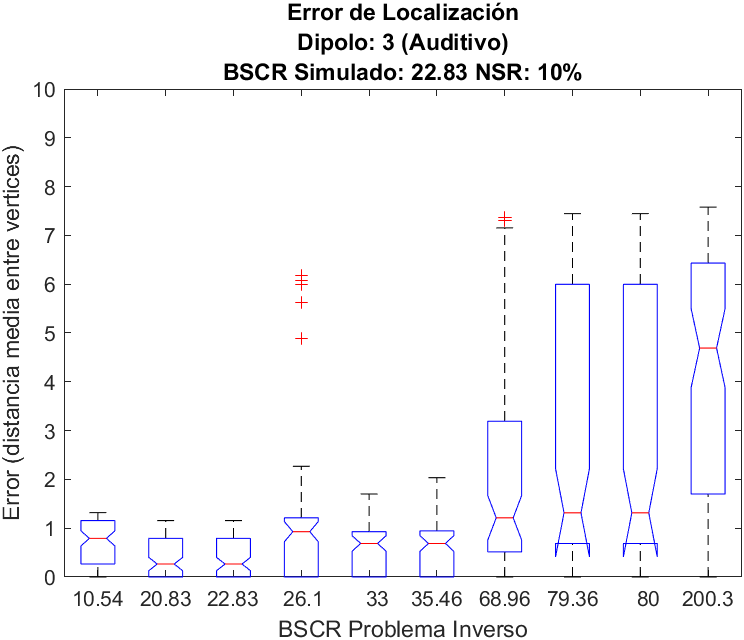 Error de Localización
Dipolo: 3 (Auditivo)
BSCR Simulado: 22.83 NSR: 10%
Error (distancia media entre vertices)
10
9
8
7
6
5
4
3
2
1
0
10.54 20.83 22.83 26.1 33 35.46 68.96 79.36 80 200.3
BSCR Problema Inverso